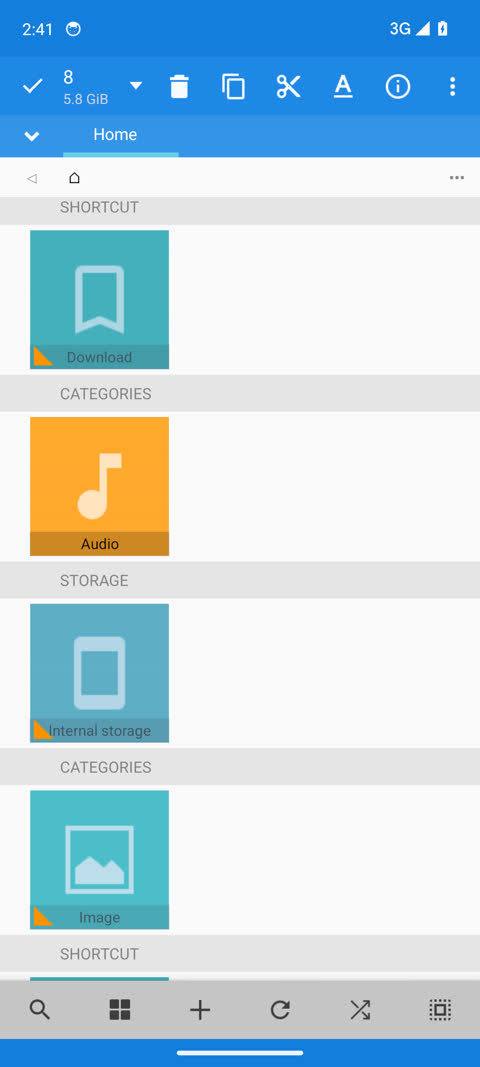 2:41
3G
8
5.8 GiB
A
Home
SHORTCUT
Download
CATEGORIES
Audio
STORAGE
Internal storage
CATEGORIES
Image
SHORTCUT